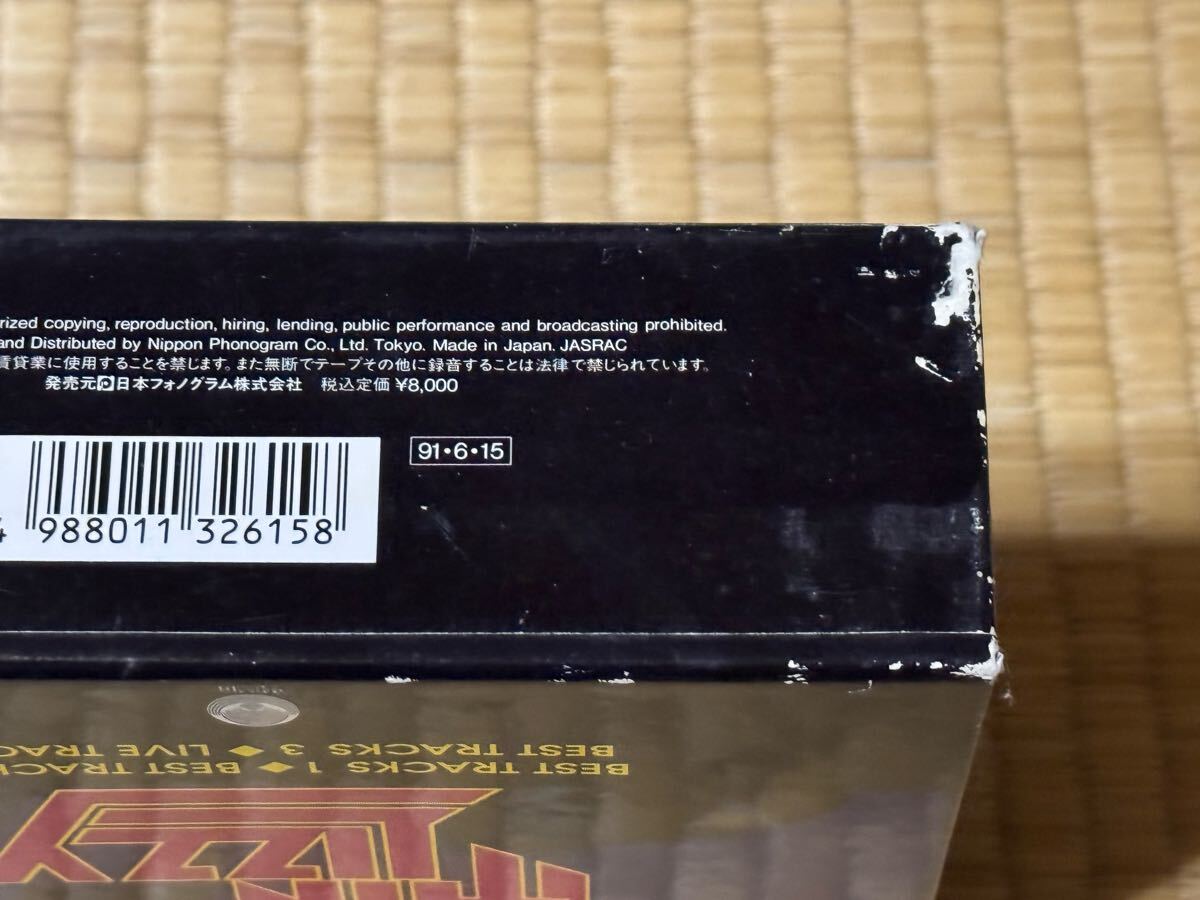 rized copying, reproduction, hiring, lending, public performance and broadcasting prohibited.
and Distributed by Nippon Phonogram Co., Ltd. Tokyo. Made in Japan. JASRAC
賃貸業に使用することを禁じます。また無断でテープその他に録音することは法律で禁じられています。
発売元 日本フォノグラム株式会社 税込定価 ¥8,000
91・6・15
4 988011 326158
BEST TRACKS 1 ◆ BEST TRACK
BEST TRACKS 3 ◆ LIVE TRAC
THIN
LIZZY